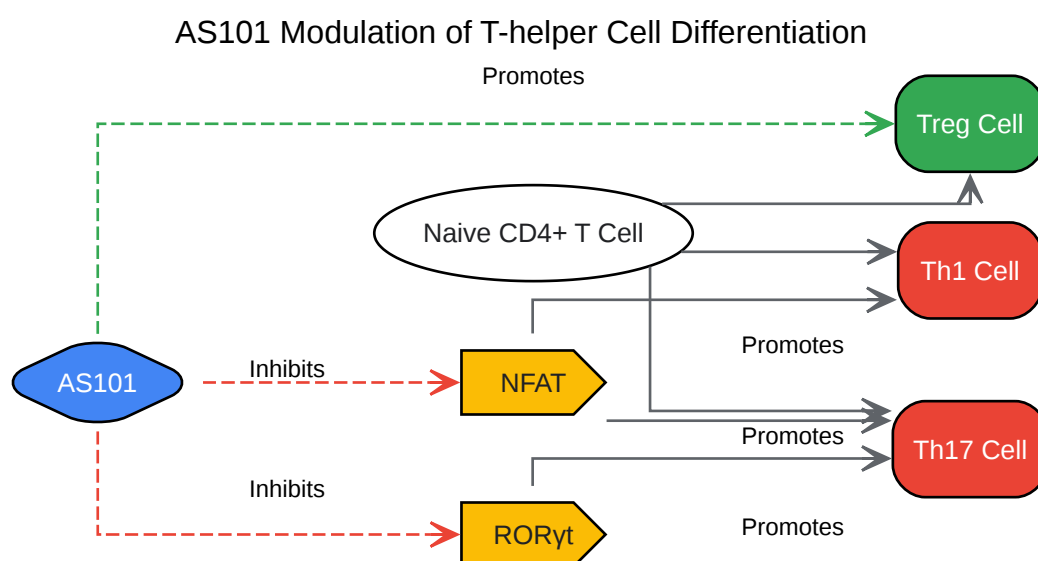 AS101 Modulation of T-helper Cell Differentiation
Promotes
Treg Cell
Naive CD4+ T Cell
Th1 Cell
Promotes
AS101
Inhibits
NFAT
Promotes
Th17 Cell
Inhibits
RORγt
Promotes